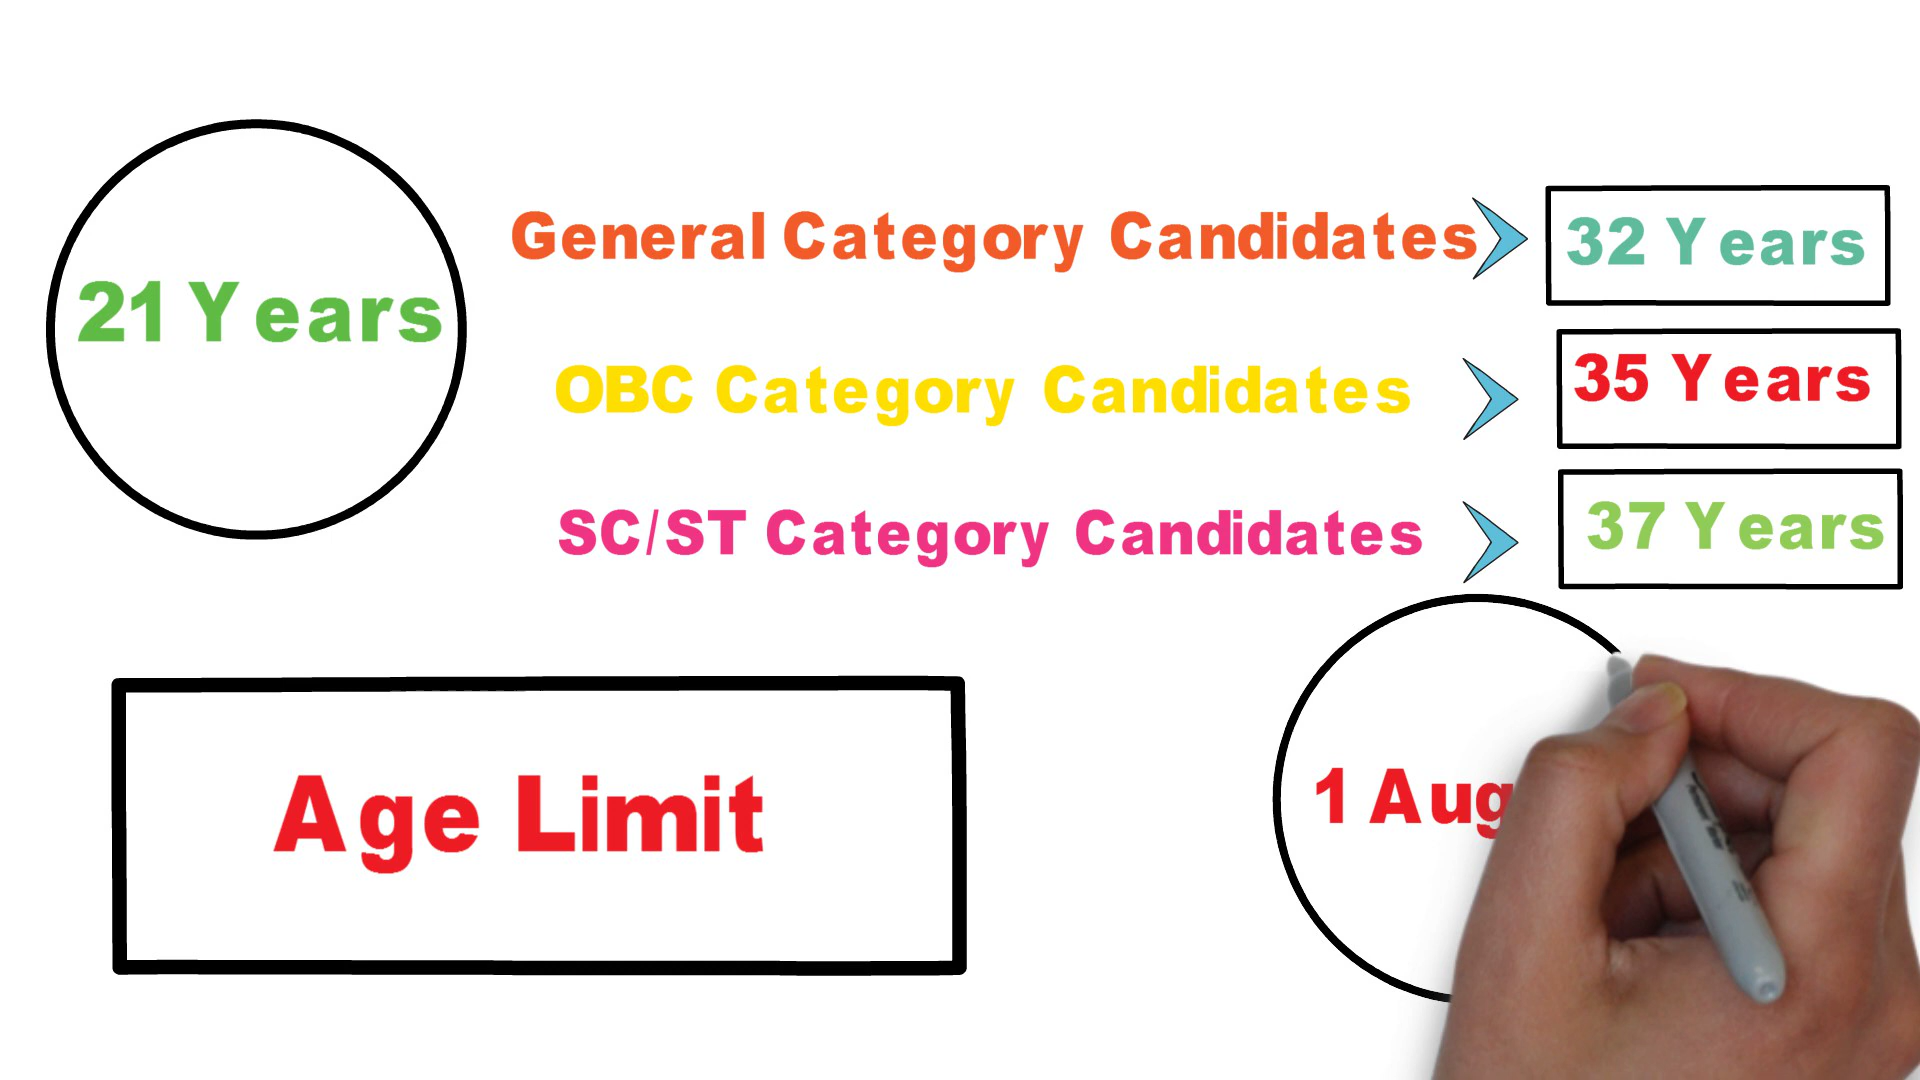 21 Years
General Category Candidates
32 Years
OBC Category Candidates
35 Years
SC/ST Category Candidates
37 Years
Age Limit
1